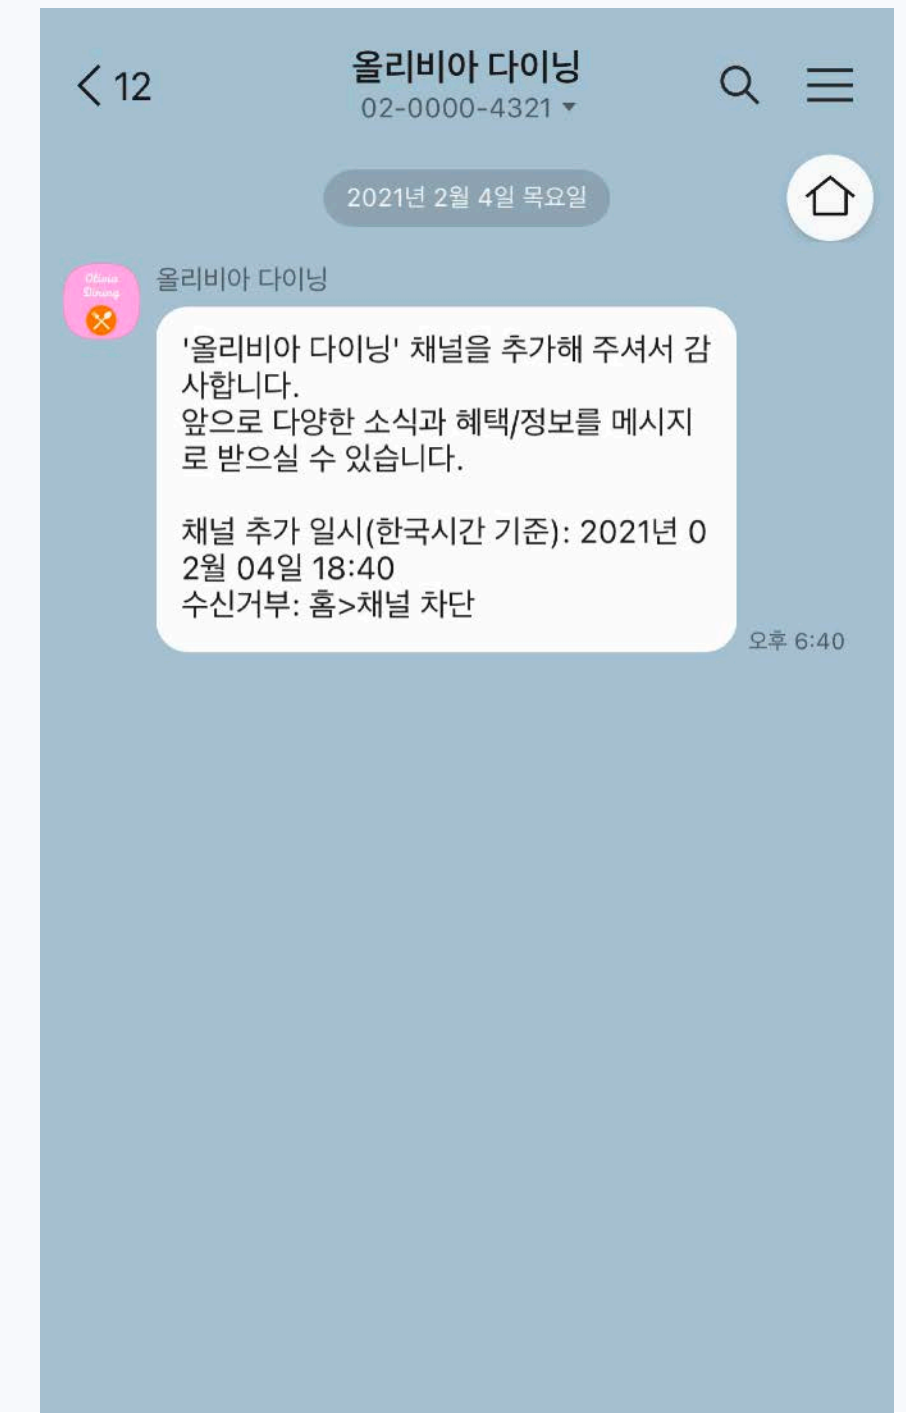 12
올리비아 다이닝
02-0000-4321
2021년 2월 4일 목요일
Olivia
Dining
올리비아 다이닝
'올리비아 다이닝' 채널을 추가해 주셔서 감
사합니다.
앞으로 다양한 소식과 혜택/정보를 메시지
로 받으실 수 있습니다.
채널 추가 일시(한국시간 기준): 2021년 0
2월 04일 18:40
수신거부: 홈>채널 차단
오후 6:40